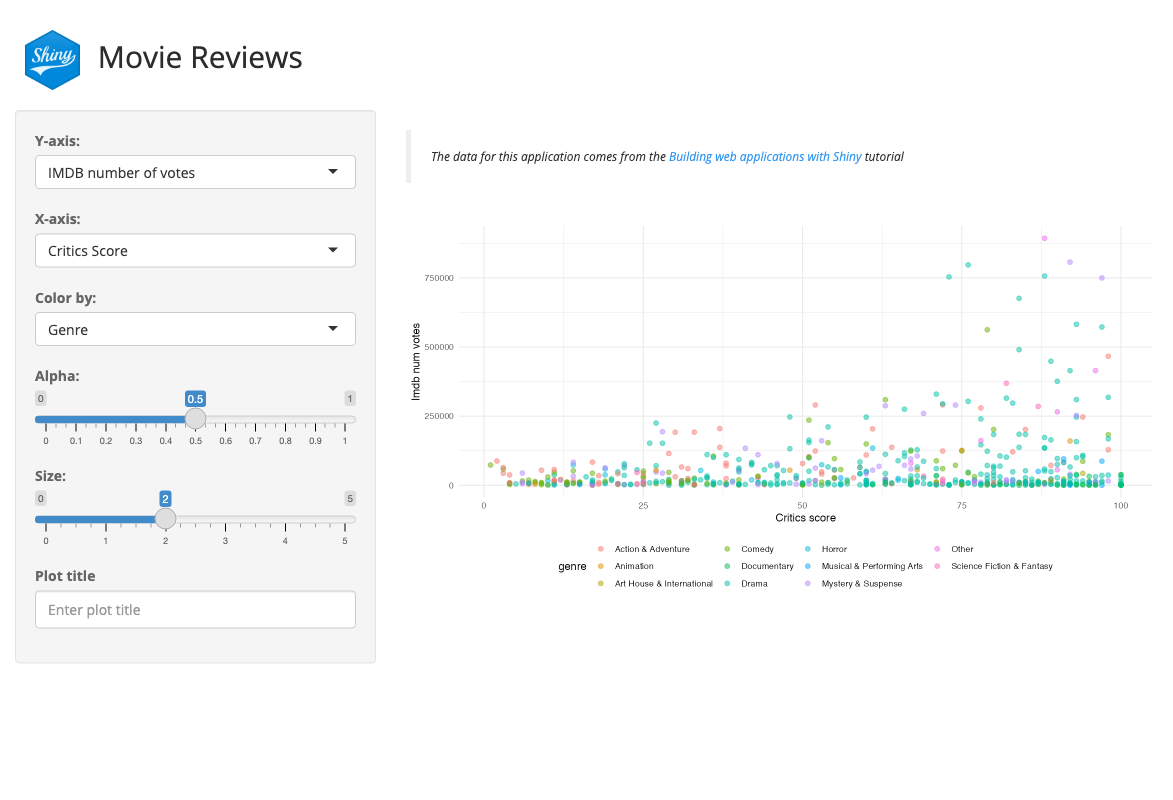 Shiny
Movie Reviews
Y-axis:
IMDB number of votes
X-axis:
Critics Score
Color by:
Genre
Alpha:
0 0.5 1
0 0.1 0.2 0.3 0.4 0.5 0.6 0.7 0.8 0.9 1
Size:
0 2 5
0 1 2 3 4 5
Plot title
Enter plot title
The data for this application comes from the Building web applications with Shiny tutorial
Imdb num votes
750000
500000
250000
0
0 25 50 75 100
Critics score
genre
Action & Adventure Comedy Horror Other
Animation Documentary Musical & Performing Arts Science Fiction & Fantasy
Art House & International Drama Mystery & Suspense